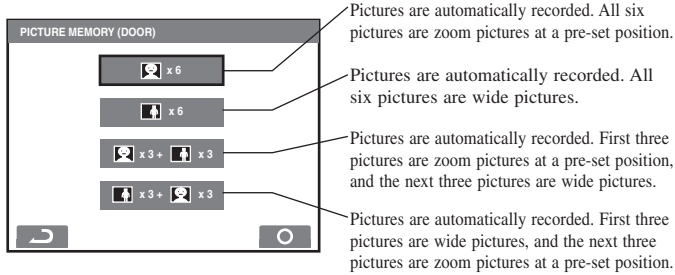 PICTURE MEMORY (DOOR)
x 6
x 6
x 3 + x 3
x 3 + x 3
Pictures are automatically recorded. All six
pictures are zoom pictures at a pre-set position.
Pictures are automatically recorded. All
six pictures are wide pictures.
Pictures are automatically recorded. First three
pictures are zoom pictures at a pre-set position,
and the next three pictures are wide pictures.
Pictures are automatically recorded. First three
pictures are wide pictures, and the next three
pictures are zoom pictures at a pre-set position.